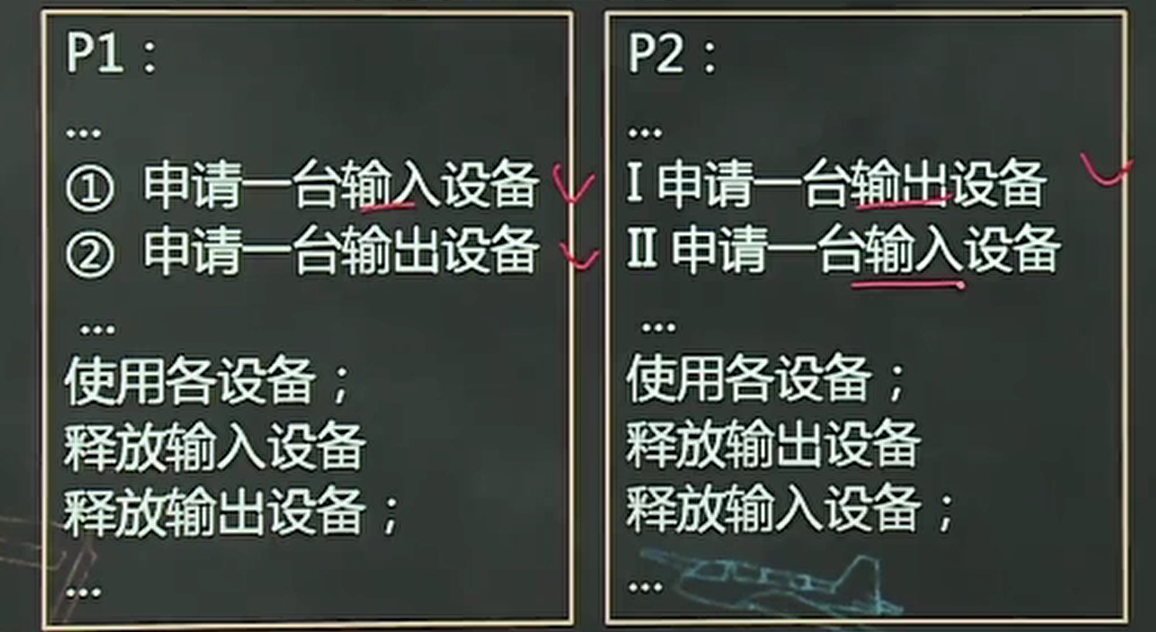 P1：
...
① 申请一台输入设备
② 申请一台输出设备
...
使用各设备；
释放输入设备
释放输出设备；
...
P2：
...
I 申请一台输出设备
II 申请一台输入设备
...
使用各设备；
释放输出设备
释放输入设备；
...